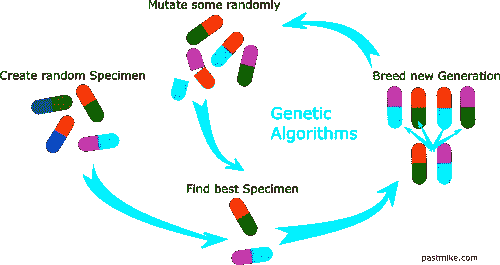 Mutate some randomly
Create random Specimen
Breed new Generation
Genetic
Algorithms
Find best Specimen
pastmike.com